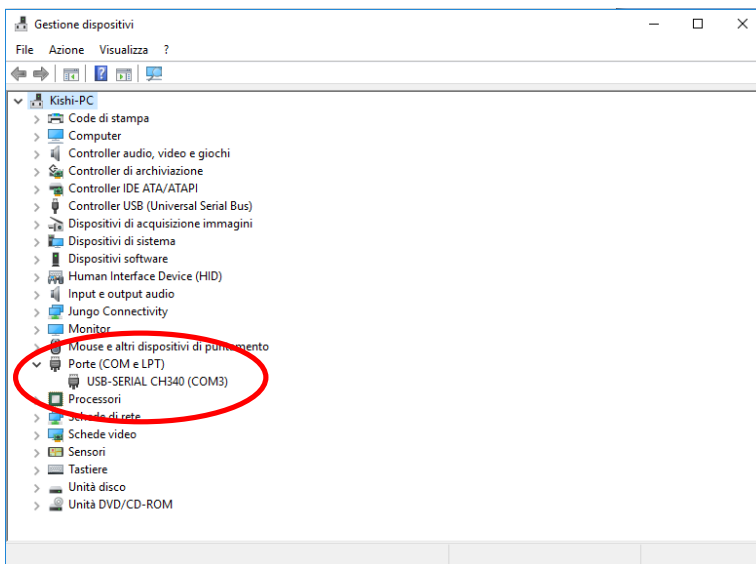 Gestione dispositivi
File Azione Visualizza ?
Kishi-PC
Code di stampa
Computer
Controller audio, video e giochi
Controller di archiviazione
Controller IDE ATA/ATAPI
Controller USB (Universal Serial Bus)
Dispositivi di acquisizione immagini
Dispositivi di sistema
Dispositivi software
Human Interface Device (HID)
Input e output audio
Jungo Connectivity
Monitor
Mouse e altri dispositivi di puntamento
Porte (COM e LPT)
USB-SERIAL CH340 (COM3)
Processori
Schede di rete
Schede video
Sensori
Tastiere
Unità disco
Unità DVD/CD-ROM